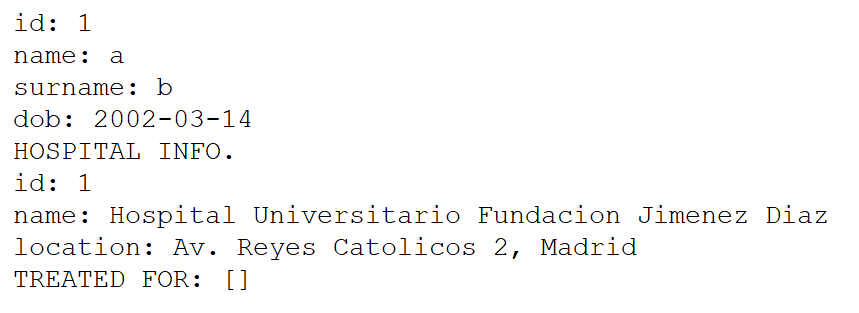 id: 1
name: a
surname: b
dob: 2002-03-14
HOSPITAL INFO.
id: 1
name: Hospital Universitario Fundacion Jimenez Diaz
location: Av. Reyes Catolicos 2, Madrid
TREATED FOR: []